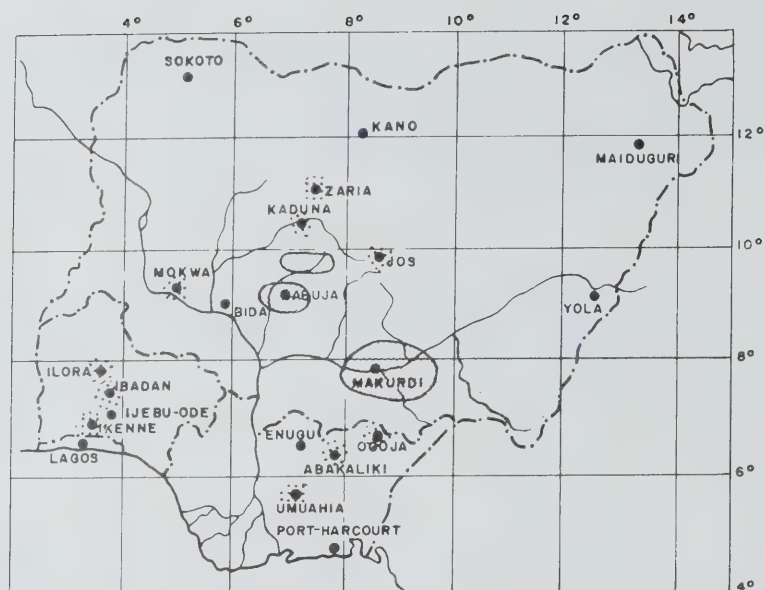 4° 6° 8° 10° 12° 14°
SOKOTO
KANO
12°
MAIDUGURI
ZARIA
KADUNA
10°
JOS
MOKWA
ABUJA
BIDA
YOLA
8°
ILORA
MAKURDI
IBADAN
IJEBU-ODE
IKENNE
ENUGU
OGOJA
LAGOS
ABAKALIKI
6°
UMUAHIA
PORT-HARCOURT
4°